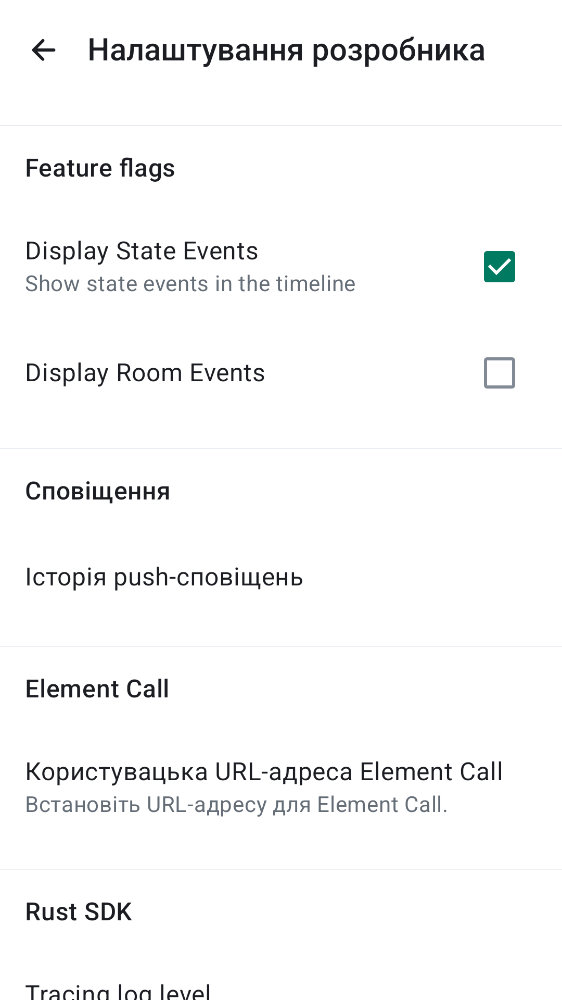 Налаштування розробника
Feature flags
Display State Events
Show state events in the timeline
Display Room Events
Сповіщення
Історія push-сповіщень
Element Call
Користувацька URL-адреса Element Call
Встановіть URL-адресу для Element Call.
Rust SDK
Tracing log level